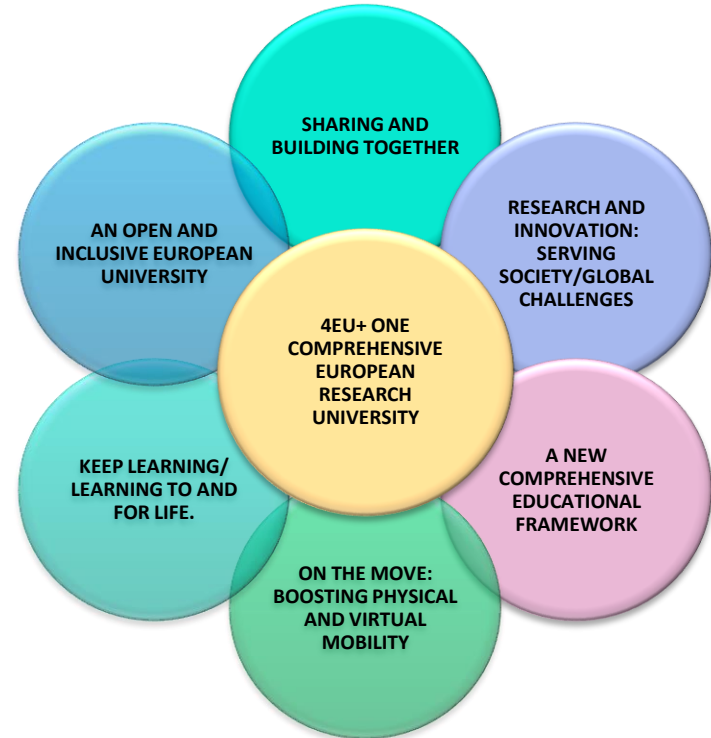 SHARING AND
BUILDING TOGETHER
RESEARCH AND
INNOVATION:
SERVING
SOCIETY/GLOBAL
CHALLENGES
A NEW
COMPREHENSIVE
EDUCATIONAL
FRAMEWORK
ON THE MOVE:
BOOSTING PHYSICAL
AND VIRTUAL
MOBILITY
KEEP LEARNING/
LEARNING TO AND
FOR LIFE.
AN OPEN AND
INCLUSIVE EUROPEAN
UNIVERSITY
4EU+ ONE
COMPREHENSIVE
EUROPEAN
RESEARCH
UNIVERSITY